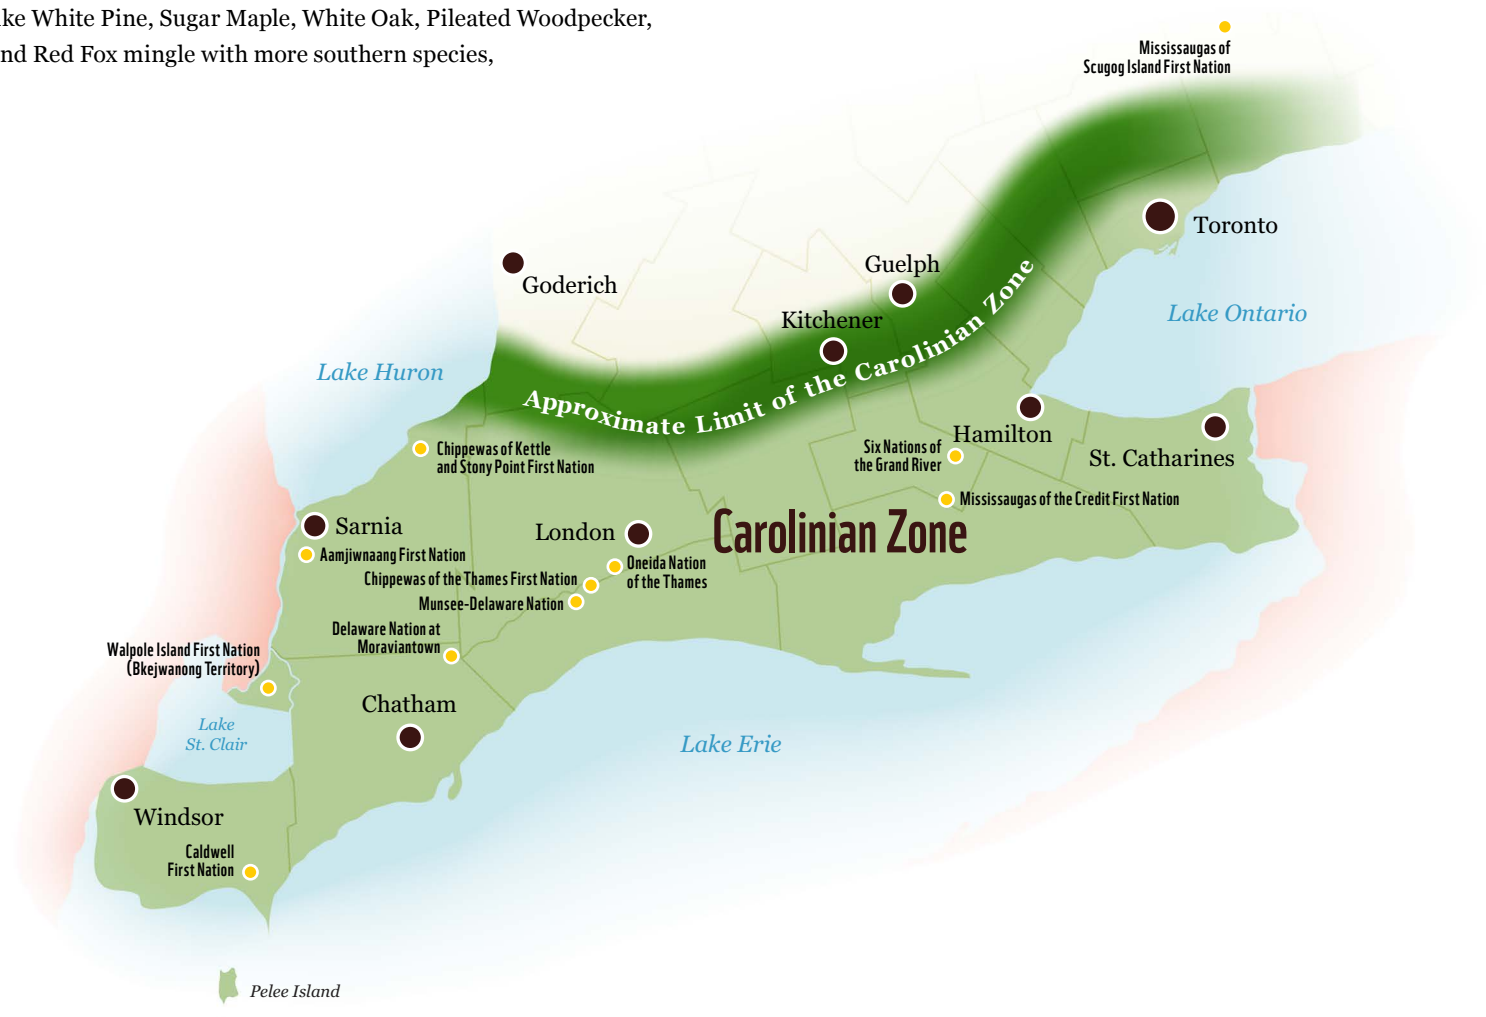 White Pine, Sugar Maple, White Oak, Pileated Woodpecker,
Red Fox mingle with more southern species,
Mississaugas of
Scugog Island First Nation
Toronto
Goderich
Guelph
Kitchener
Lake Ontario
Lake Huron
Approximate Limit of the Carolinian Zone
Chippewas of Kettle
and Stony Point First Nation
Six Nations of
the Grand River
Hamilton
St. Catharines
Mississaugas of the Credit First Nation
Sarnia
London
Carolinian Zone
Aamjiwnaang First Nation
Oneida Nation
of the Thames
Chippewas of the Thames First Nation
Munsee-Delaware Nation
Delaware Nation at
Moraviantown
Walpole Island First Nation
(Bkejwanong Territory)
Chatham
Lake
St. Clair
Lake Erie
Windsor
Caldwell
First Nation
Pelee Island